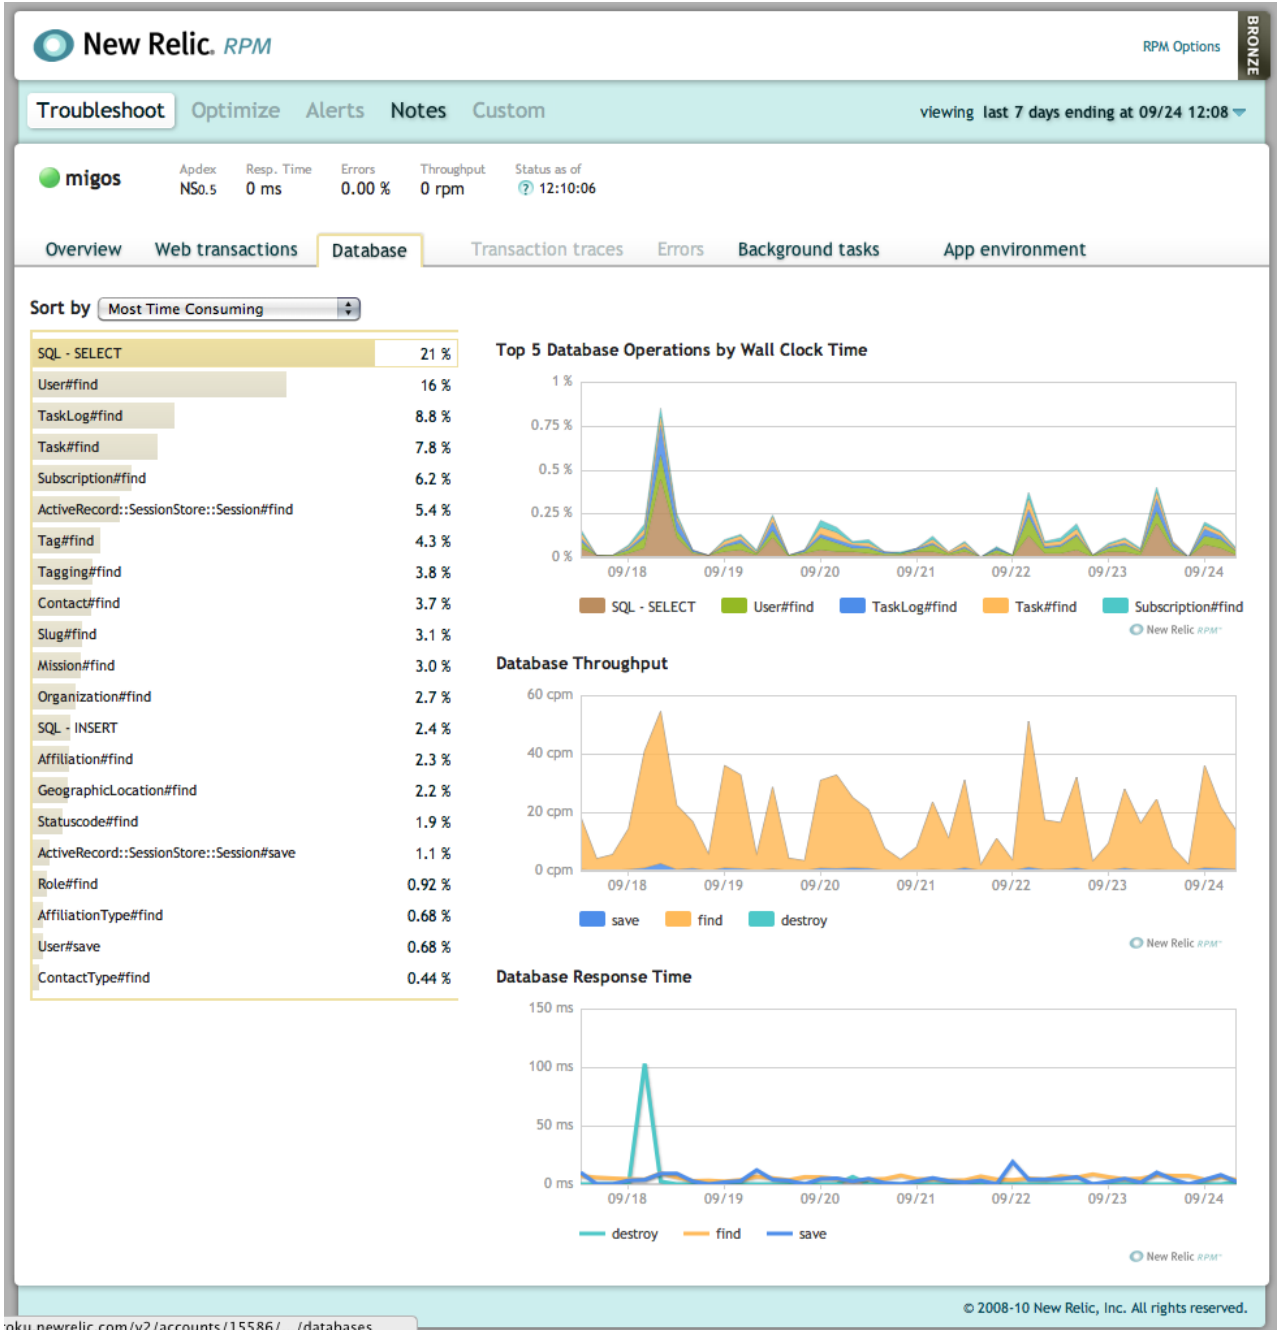 New Relic. RPM
RPM Options
BRONZE
Troubleshoot Optimize Alerts Notes Custom
viewing last 7 days ending at 09/24 12:08
migos
Apdex Resp. Time Errors Throughput Status as of
NS0.5 0 ms 0.00 % 0 rpm ? 12:10:06
Overview Web transactions Database Transaction traces Errors Background tasks App environment
Sort by Most Time Consuming
SQL - SELECT 21 %
User#find 16 %
TaskLog#find 8.8 %
Task#find 7.8 %
Subscription#find 6.2 %
ActiveRecord::SessionStore::Session#find 5.4 %
Tag#find 4.3 %
Tagging#find 3.8 %
Contact#find 3.7 %
Slug#find 3.1 %
Mission#find 3.0 %
Organization#find 2.7 %
SQL - INSERT 2.4 %
Affiliation#find 2.3 %
GeographicLocation#find 2.2 %
Statuscode#find 1.9 %
ActiveRecord::SessionStore::Session#save 1.1 %
Role#find 0.92 %
AffiliationType#find 0.68 %
User#save 0.68 %
ContactType#find 0.44 %
Top 5 Database Operations by Wall Clock Time
1 %
0.75 %
0.5 %
0.25 %
0 %
09/18 09/19 09/20 09/21 09/22 09/23 09/24
SQL - SELECT User#find TaskLog#find Task#find Subscription#find
New Relic RPM
Database Throughput
60 cpm
40 cpm
20 cpm
0 cpm
09/18 09/19 09/20 09/21 09/22 09/23 09/24
save find destroy
New Relic RPM
Database Response Time
150 ms
100 ms
50 ms
0 ms
09/18 09/19 09/20 09/21 09/22 09/23 09/24
destroy find save
New Relic RPM
© 2008-10 New Relic, Inc. All rights reserved.
oku.newrelic.com/v2/accounts/15586/.../databases